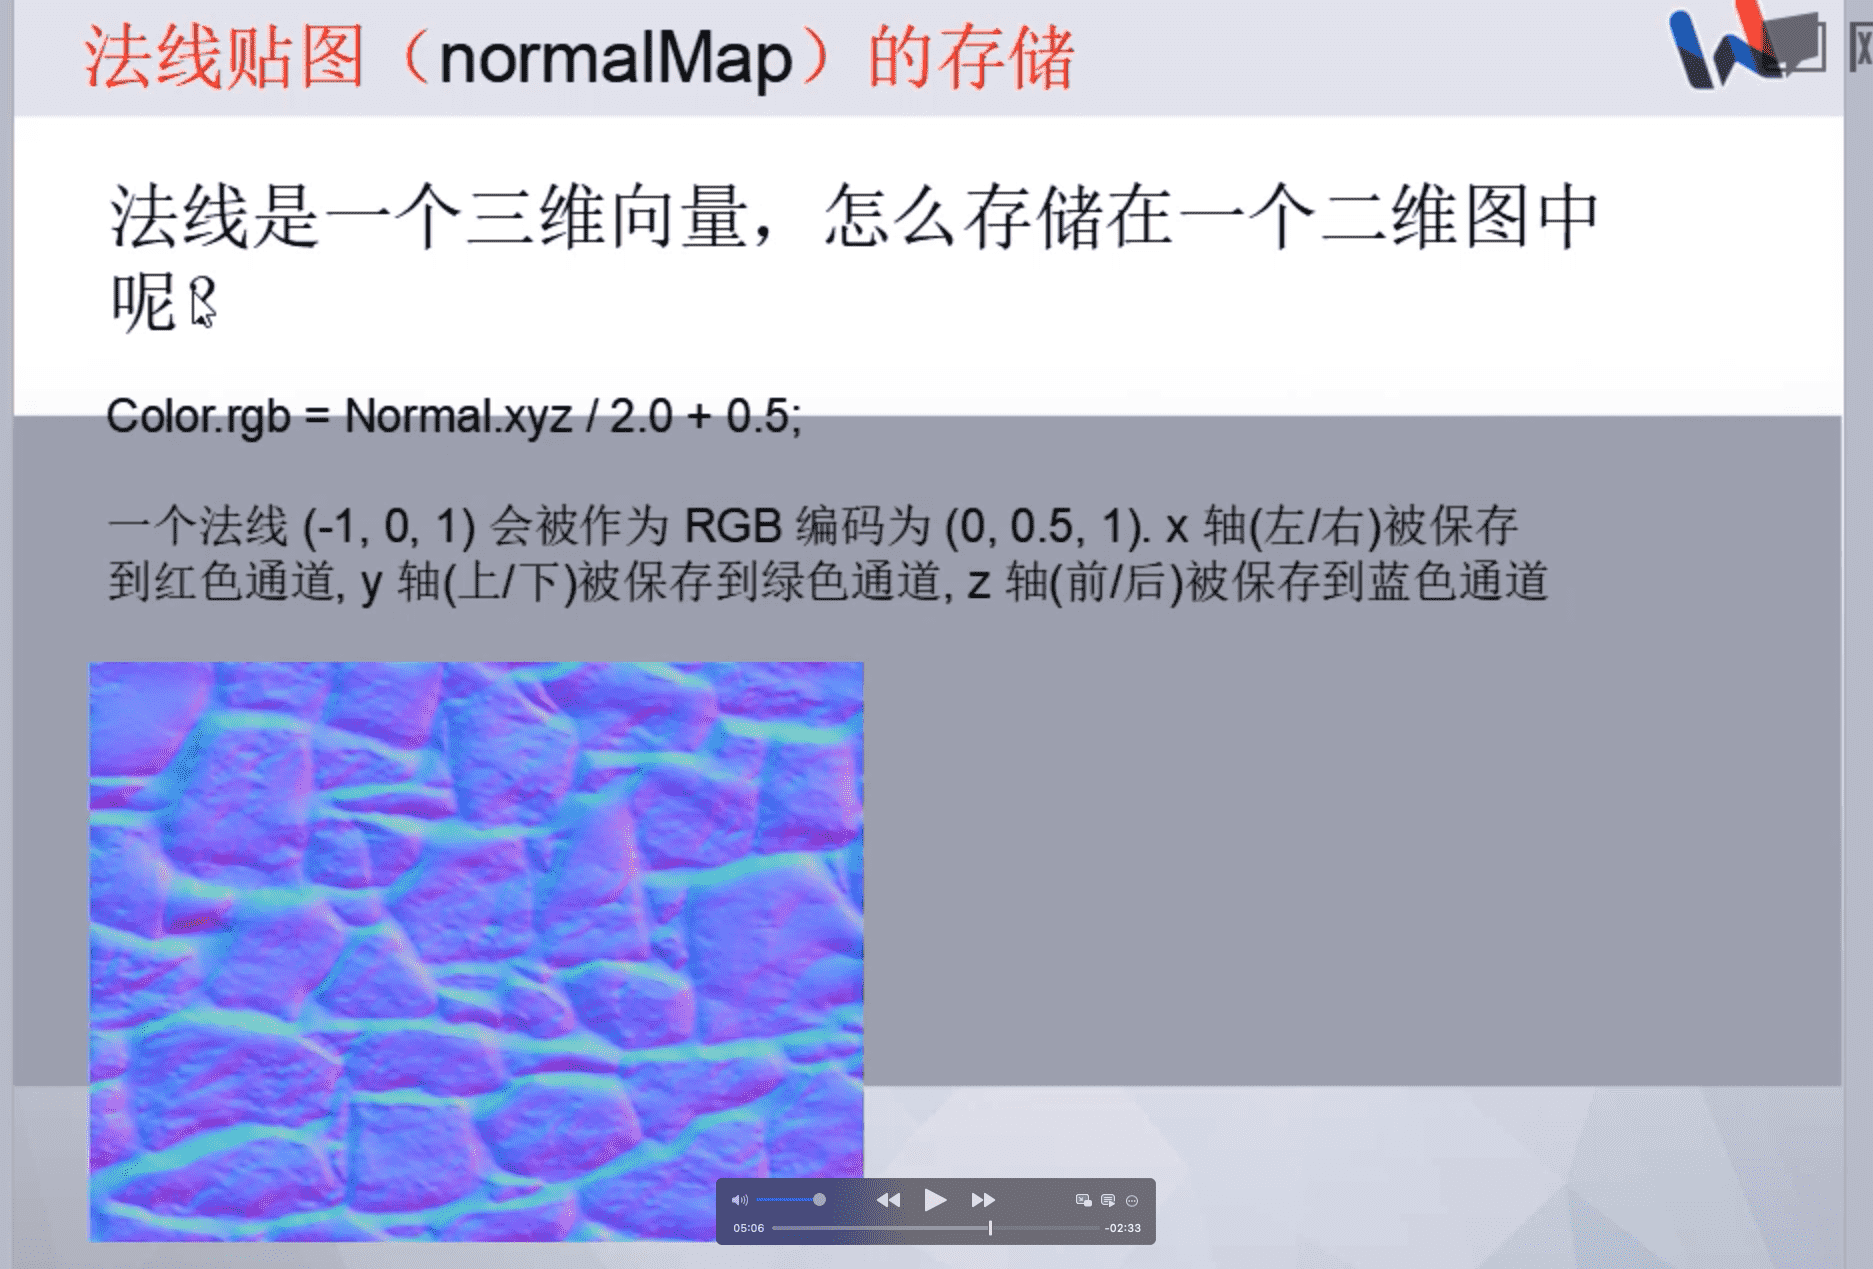 法线贴图（normalMap）的存储
法线是一个三维向量，怎么存储在一个二维图中
呢？
Color.rgb = Normal.xyz / 2.0 + 0.5;
一个法线 (-1, 0, 1) 会被作为 RGB 编码为 (0, 0.5, 1). x 轴(左/右)被保存
到红色通道, y 轴(上/下)被保存到绿色通道, z 轴(前/后)被保存到蓝色通道
05:06
-02:33